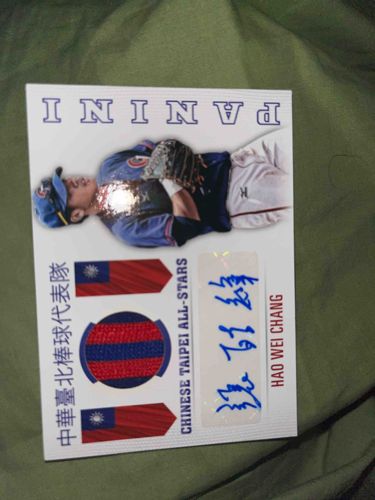 中華臺北棒球代表隊
CHINESE TAIPEI ALL-STARS
HAO WEI CHANG
PANINI